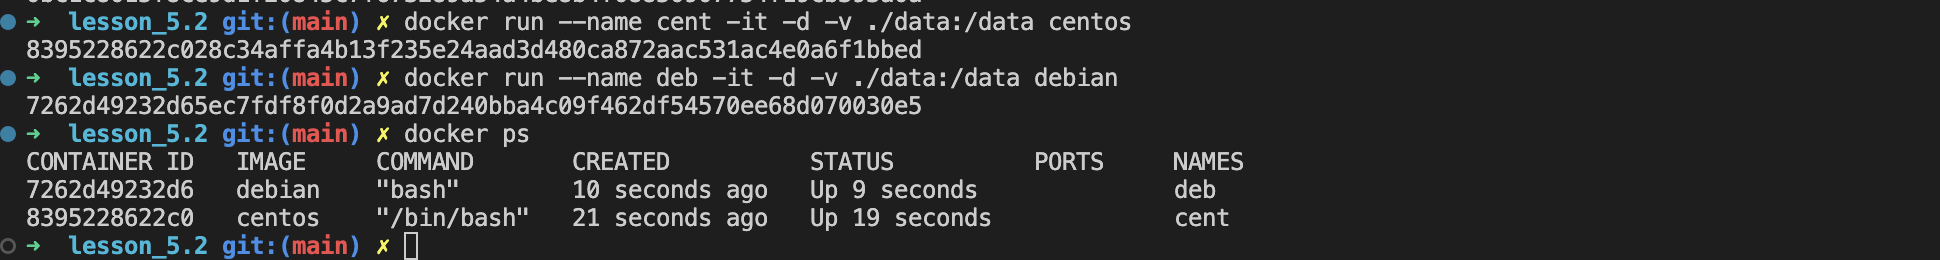 ➜ lesson_5.2 git:(main) ✗ docker run --name cent -it -d -v ./data:/data centos
8395228622c028c34affa4b13f235e24aad3d480ca872aac531ac4e0a6f1bbed
➜ lesson_5.2 git:(main) ✗ docker run --name deb -it -d -v ./data:/data debian
7262d49232d65ec7fdf8f0d2a9ad7d240bba4c09f462df54570ee68d070030e5
➜ lesson_5.2 git:(main) ✗ docker ps
CONTAINER ID   IMAGE     COMMAND       CREATED          STATUS          PORTS     NAMES
7262d49232d6   debian    "bash"        10 seconds ago   Up 9 seconds              deb
8395228622c0   centos    "/bin/bash"   21 seconds ago   Up 19 seconds             cent
➜ lesson_5.2 git:(main) ✗